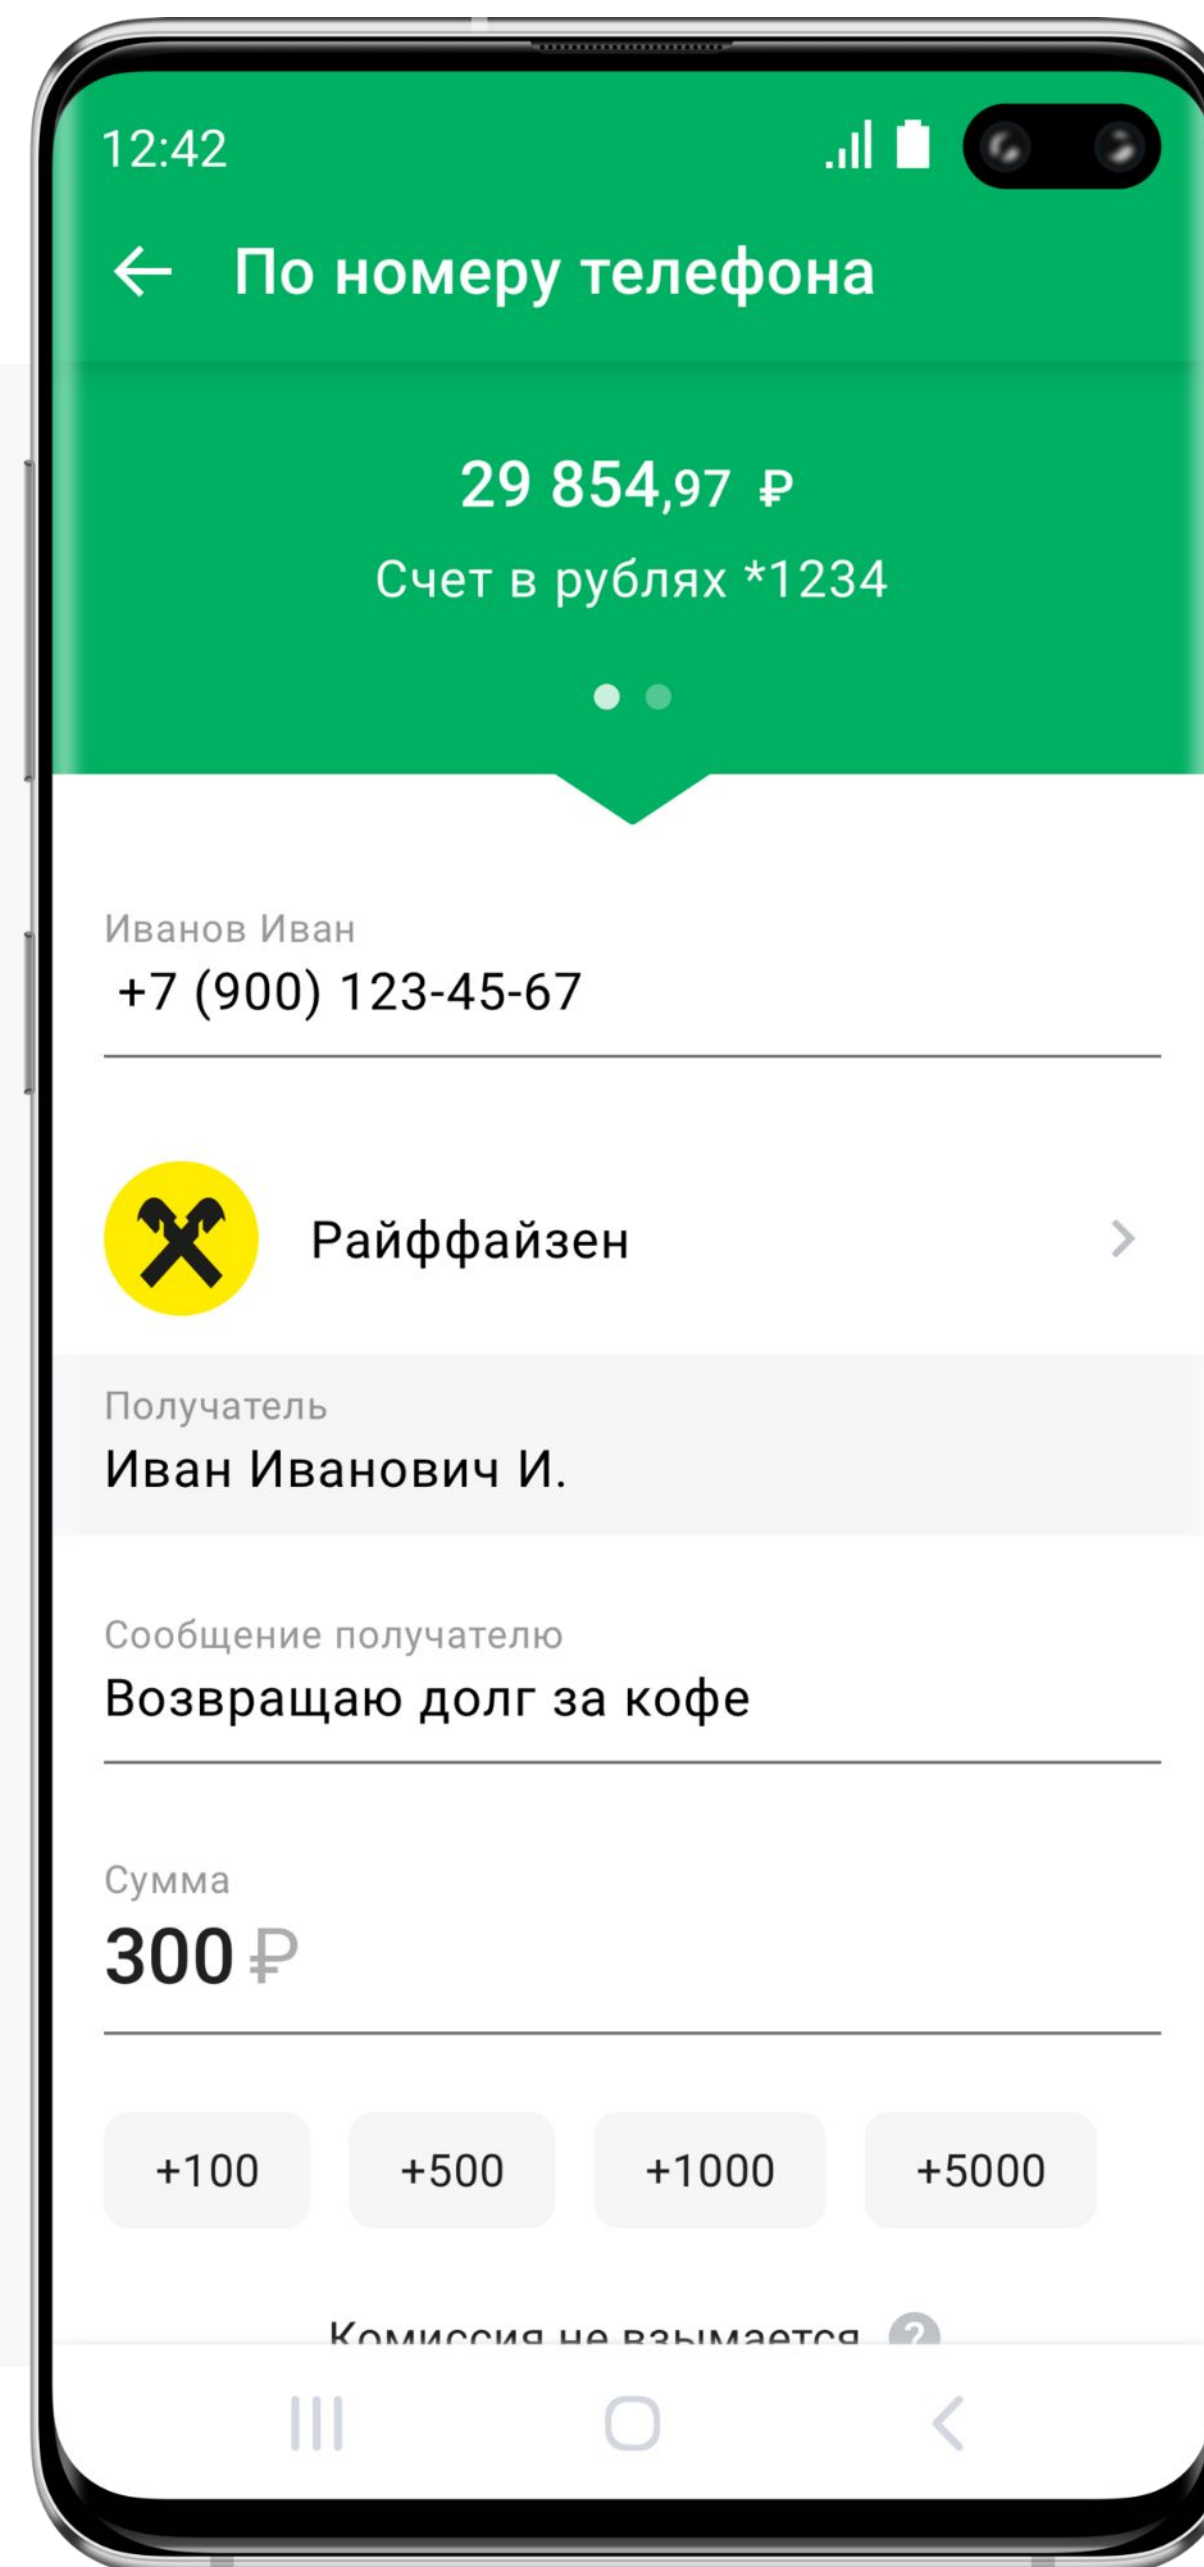 12:42
По номеру телефона
29 854,97 ₽
Счет в рублях *1234
Иванов Иван
+7 (900) 123-45-67
Райффайзен
Получатель
Иван Иванович И.
Сообщение получателю
Возвращаю долг за кофе
Сумма
300 ₽
+100 +500 +1000 +5000
Комиссия не взымается ?